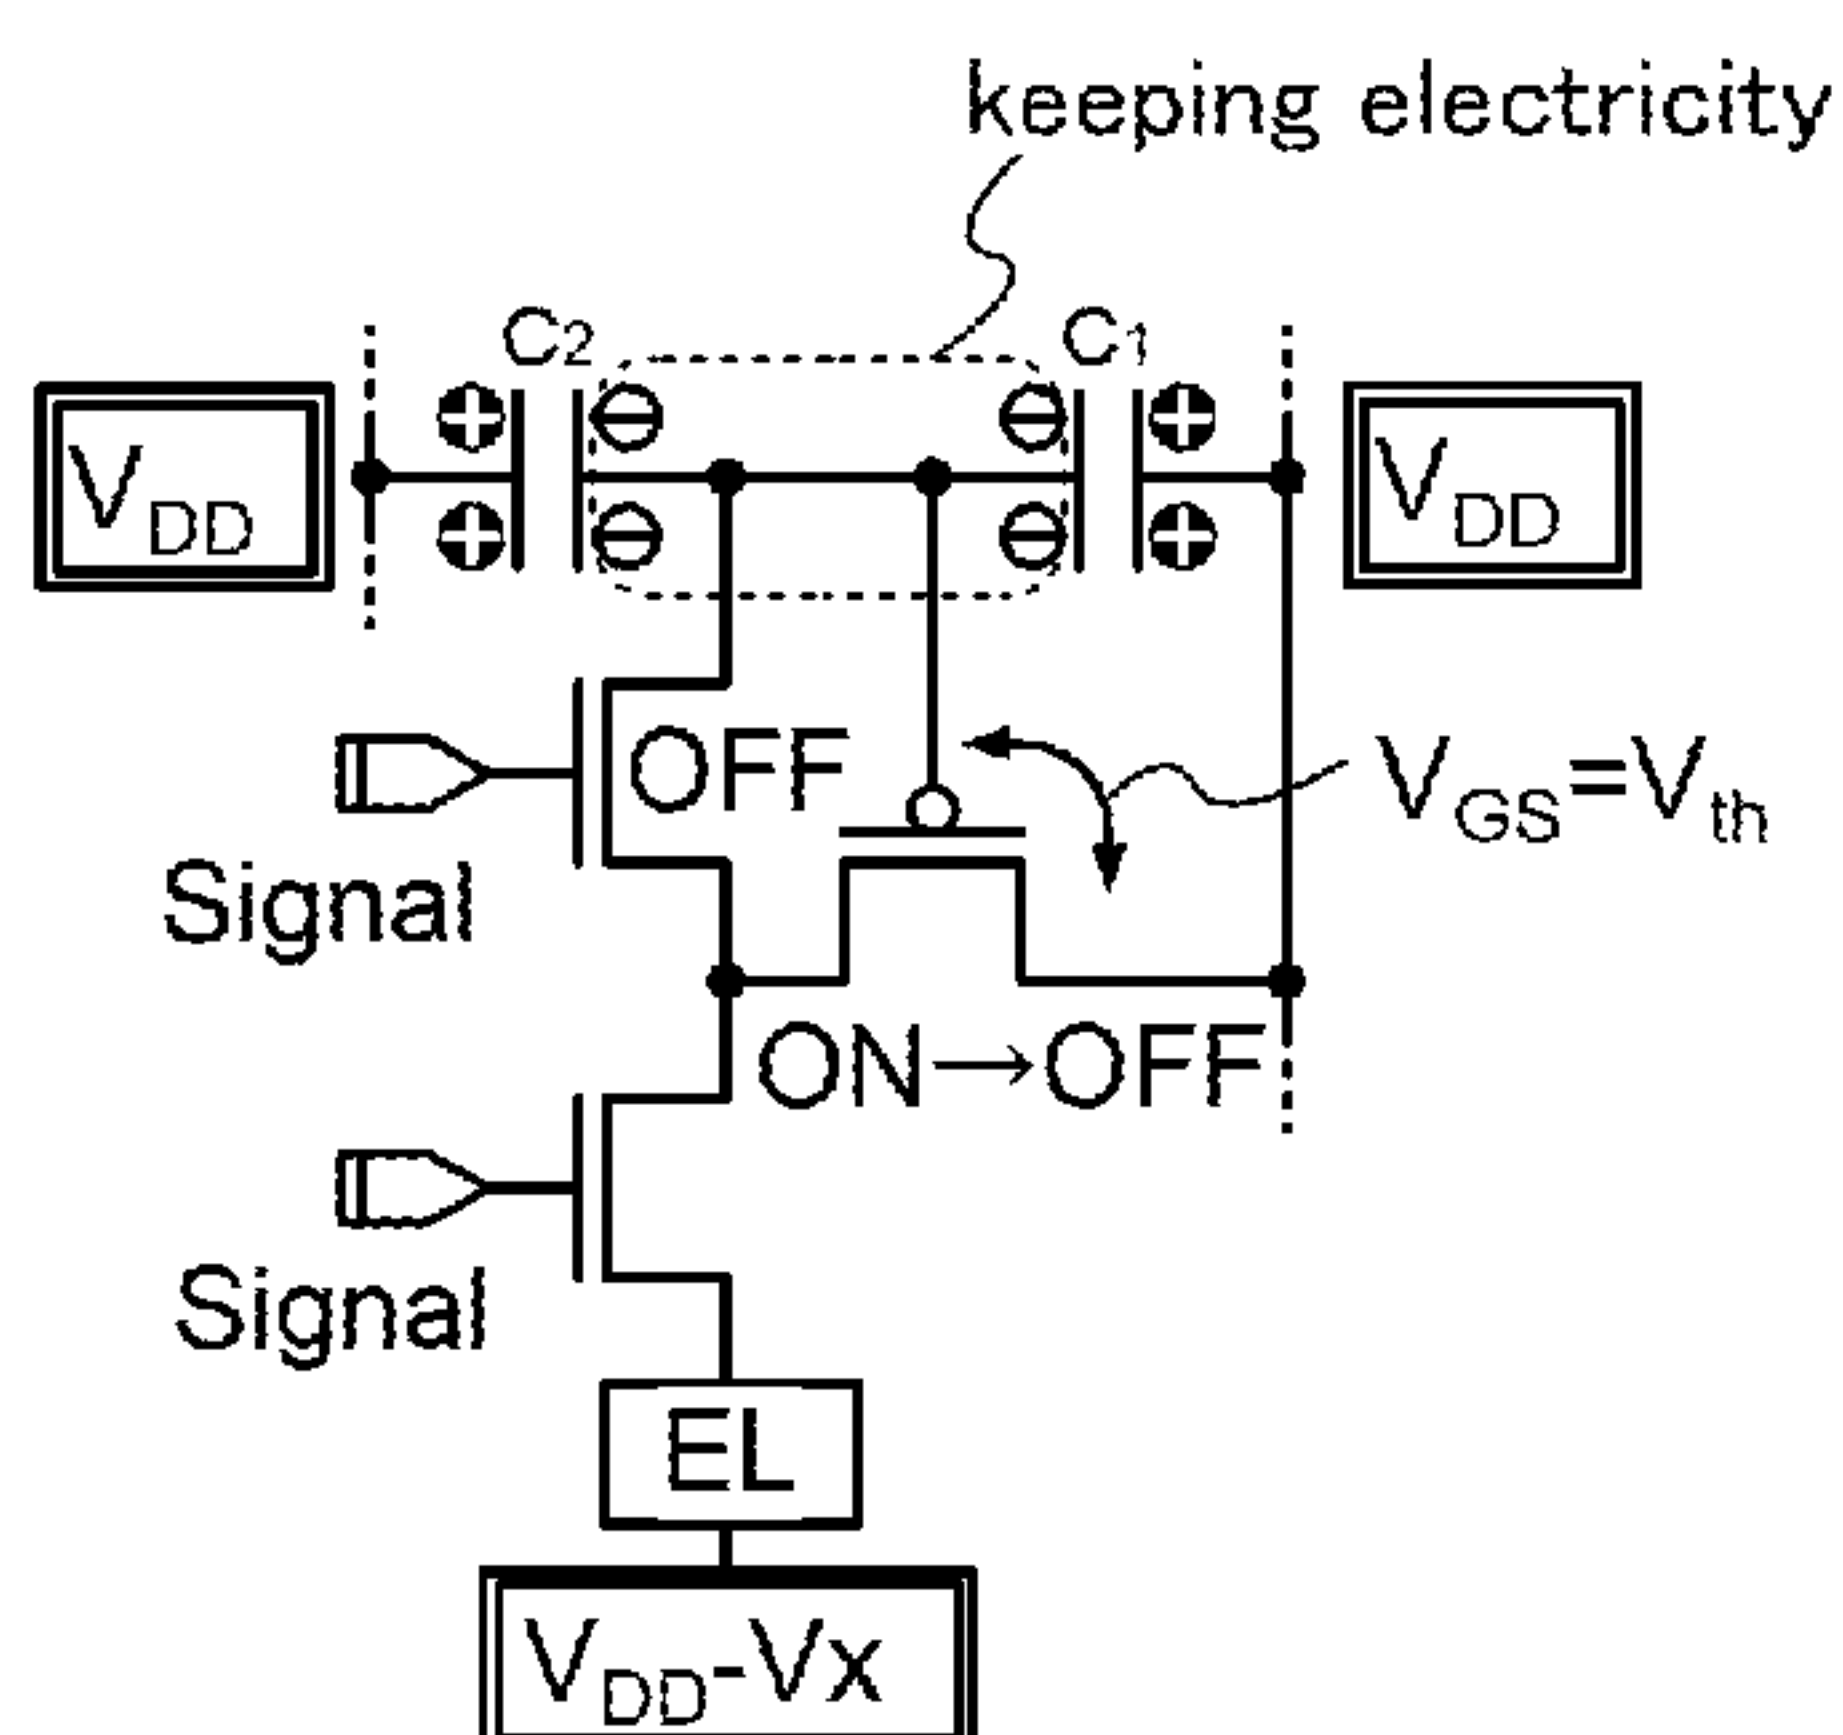 keeping electricity
C2
C1
VDD
VDD
OFF
VGS=Vth
Signal
ON→OFF
Signal
EL
VDD-Vx